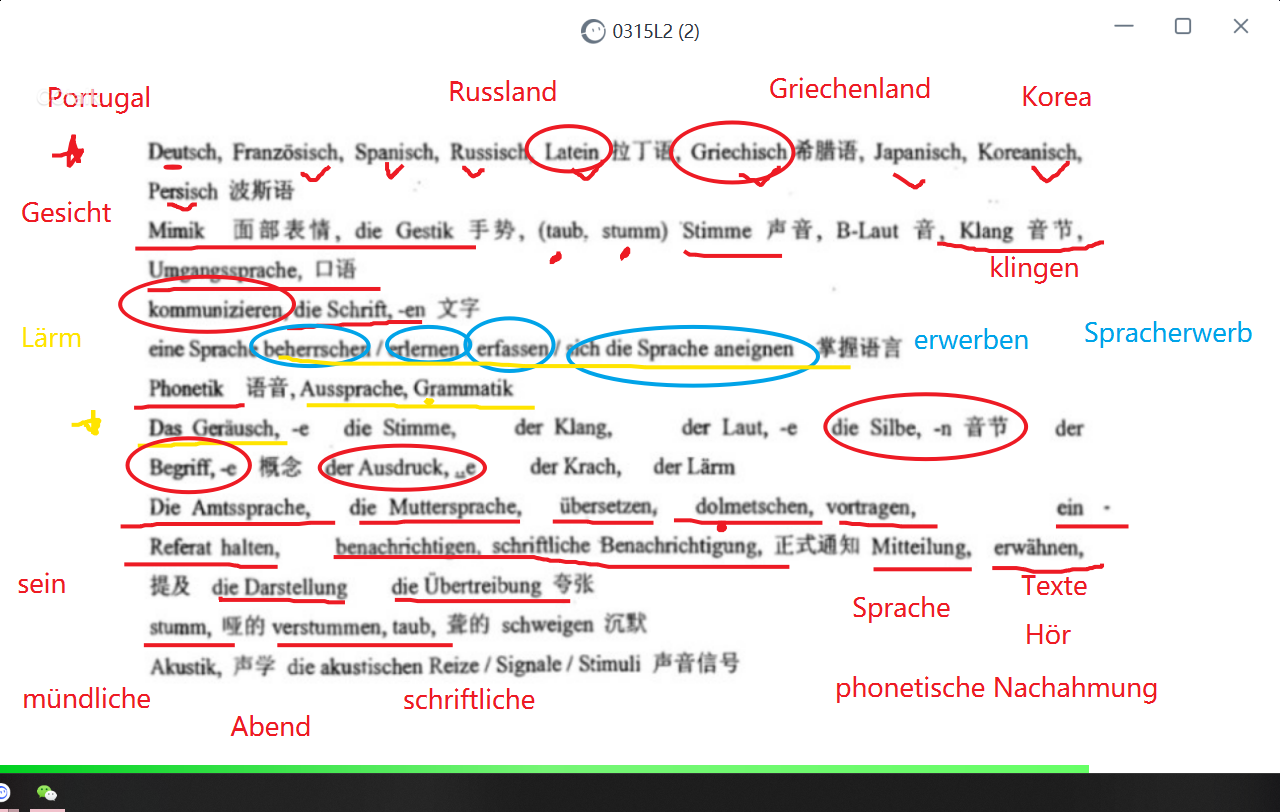 0315L2 (2)
Portugal
Russland
Griechenland
Korea
Deutsch, Französisch, Spanisch, Russisch, Latein 拉丁语, Griechisch 希腊语, Japanisch, Koreanisch,
Persisch 波斯语
Gesicht
Mimik 面部表情, die Gestik 手势, (taub, stumm) Stimme 声音, B-Laut 音, Klang 音节,
Umgangssprache, 口语
klingen
kommunizieren, die Schrift, -en 文字
Lärm
eine Sprache beherrschen / erlernen / erfassen / sich die Sprache aneignen 掌握语言
erwerben
Spracherwerb
Phonetik 语音, Aussprache, Grammatik
Das Geräusch, -e die Stimme, der Klang, der Laut, -e die Silbe, -n 音节 der
Begriff, -e 概念 der Ausdruck, ⸚e der Krach, der Lärm
Die Amtssprache, die Muttersprache, übersetzen, dolmetschen, vortragen, ein
Referat halten, benachrichtigen, schriftliche Benachrichtigung, 正式通知 Mitteilung, erwähnen,
sein
提及 die Darstellung die Übertreibung 夸张
Texte
Sprache
stumm, 哑的 verstummen, taub, 聋的 schweigen 沉默
Hör
Akustik, 声学 die akustischen Reize / Signale / Stimuli 声音信号
mündliche
schriftliche
phonetische Nachahmung
Abend